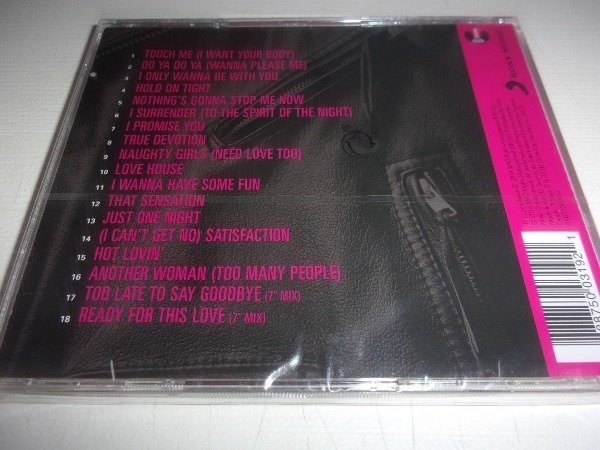 1 TOUCH ME (I WANT YOUR BODY)
2 DO YA DO YA (WANNA PLEASE ME)
3 I ONLY WANNA BE WITH YOU
4 HOLD ON TIGHT
5 NOTHING'S GONNA STOP ME NOW
6 I SURRENDER (TO THE SPIRIT OF THE NIGHT)
7 I PROMISE YOU
8 TRUE DEVOTION
9 NAUGHTY GIRLS (NEED LOVE TOO)
10 LOVE HOUSE
11 I WANNA HAVE SOME FUN
12 THAT SENSATION
13 JUST ONE NIGHT
14 (I CAN'T GET NO) SATISFACTION
15 HOT LOVIN'
16 ANOTHER WOMAN (TOO MANY PEOPLE)
17 TOO LATE TO SAY GOODBYE (7" MIX)
18 READY FOR THIS LOVE (7" MIX)
SONY MUSIC
88750 03192 1